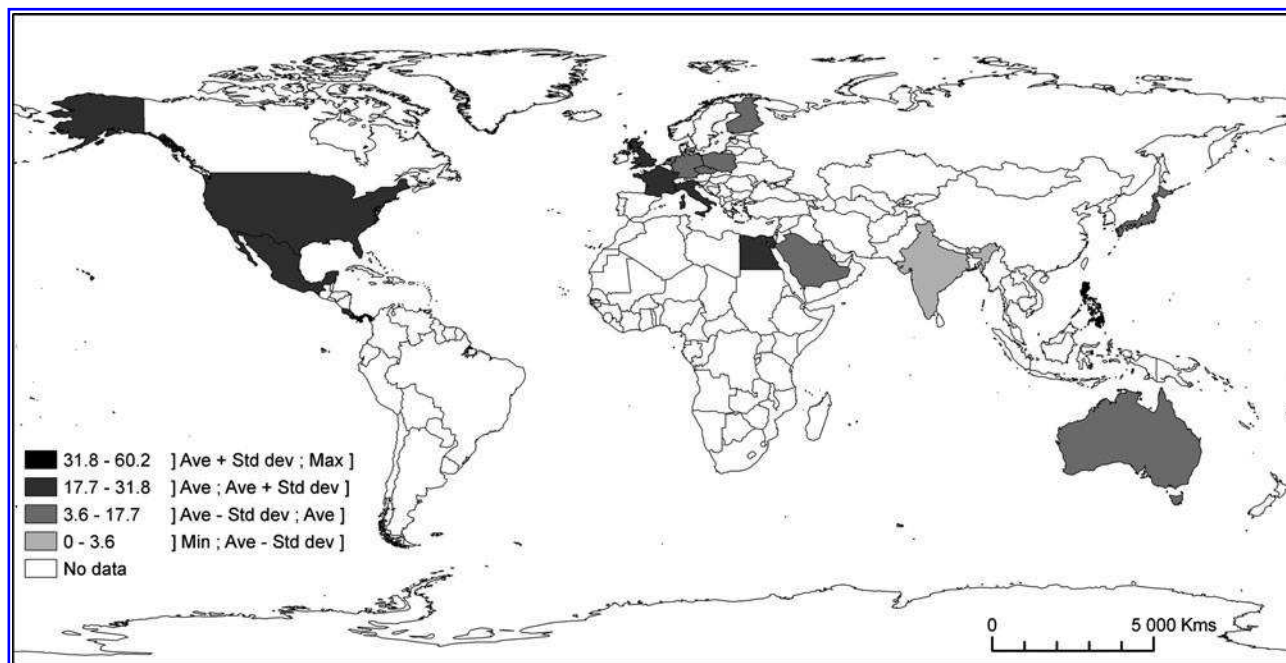 31.8 - 60.2 ] Ave + Std dev ; Max ]
17.7 - 31.8 ] Ave ; Ave + Std dev ]
3.6 - 17.7 ] Ave - Std dev ; Ave ]
0 - 3.6 ] Min ; Ave - Std dev ]
No data
0 5 000 Kms